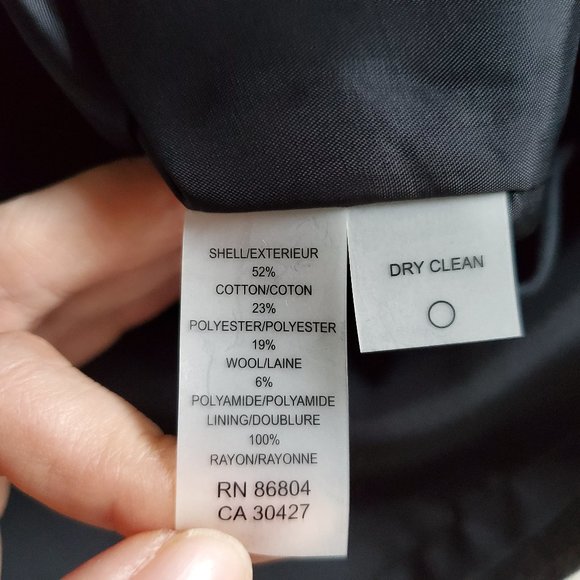 SHELL/EXTERIEUR
52%
COTTON/COTON
23%
POLYESTER/POLYESTER
19%
WOOL/LAINE
6%
POLYAMIDE/POLYAMIDE
LINING/DOUBLURE
100%
RAYON/RAYONNE
RN 86804
CA 30427
DRY CLEAN